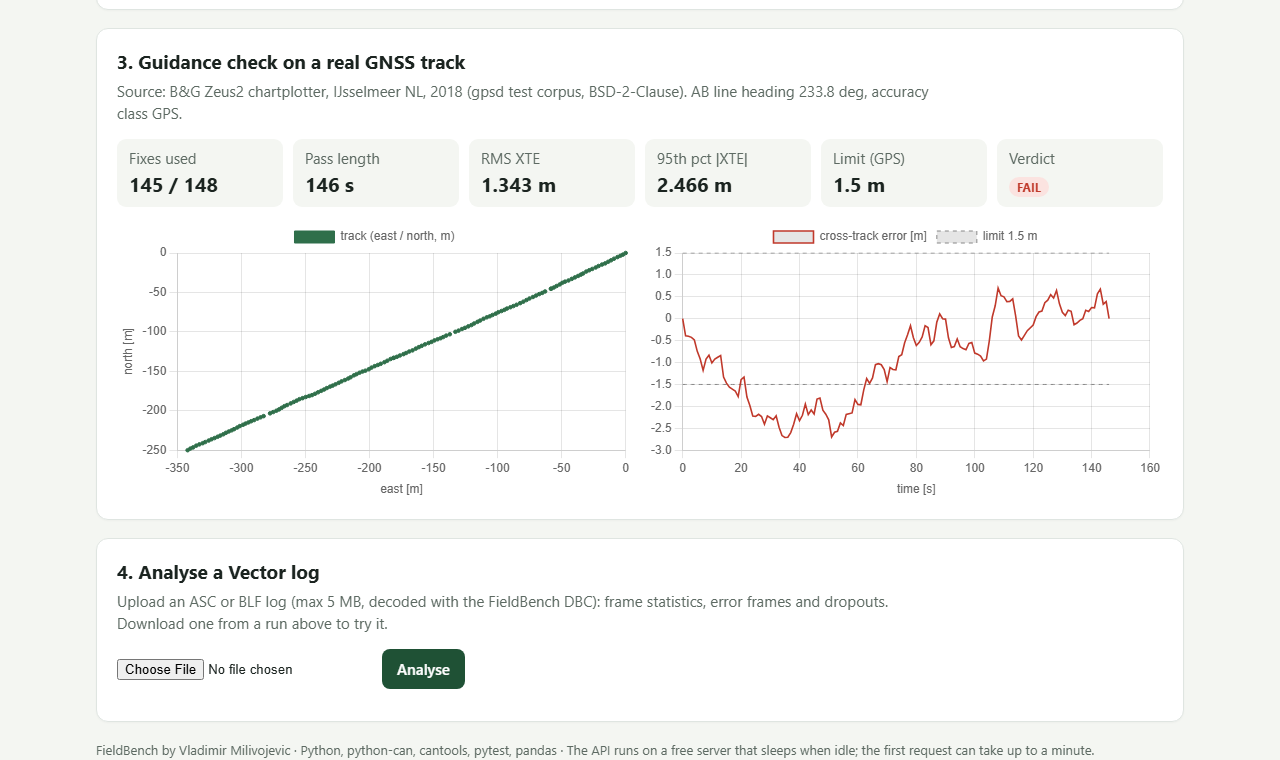 3. Guidance check on a real GNSS track
Source: B&G Zeus2 chartplotter, IJsselmeer NL, 2018 (gpsd test corpus, BSD-2-Clause). AB line heading 233.8 deg, accuracy
class GPS.
Fixes used
145 / 148
Pass length
146 s
RMS XTE
1.343 m
95th pct |XTE|
2.466 m
Limit (GPS)
1.5 m
Verdict
FAIL
track (east / north, m)
0
-50
-100
-150
-200
-250
north [m]
-350 -300 -250 -200 -150 -100 -50 0
east [m]
cross-track error [m] limit 1.5 m
1.5
1.0
0.5
0
-0.5
-1.0
-1.5
-2.0
-2.5
-3.0
0 20 40 60 80 100 120 140 160
time [s]
4. Analyse a Vector log
Upload an ASC or BLF log (max 5 MB, decoded with the FieldBench DBC): frame statistics, error frames and dropouts.
Download one from a run above to try it.
Choose File No file chosen
Analyse
FieldBench by Vladimir Milivojevic · Python, python-can, cantools, pytest, pandas · The API runs on a free server that sleeps when idle; the first request can take up to a minute.